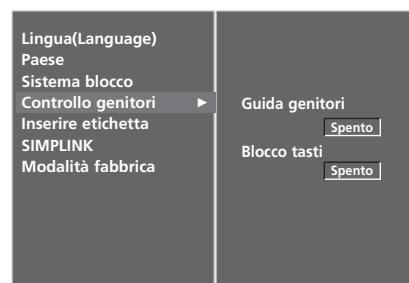 Lingua(Language)
Paese
Sistema blocco
Controllo genitori ►
Inserire etichetta
SIMPLINK
Modalità fabbrica
Guida genitori
Spento
Blocco tasti
Spento